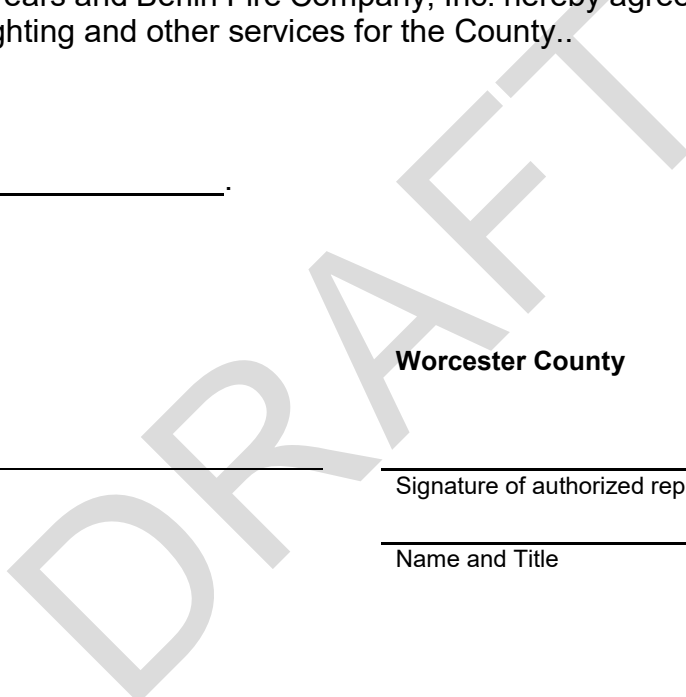 ears and Berlin Fire Company, Inc. hereby agree
ghting and other services for the County..
.
Worcester County
Signature of authorized rep
Name and Title
DRAFT